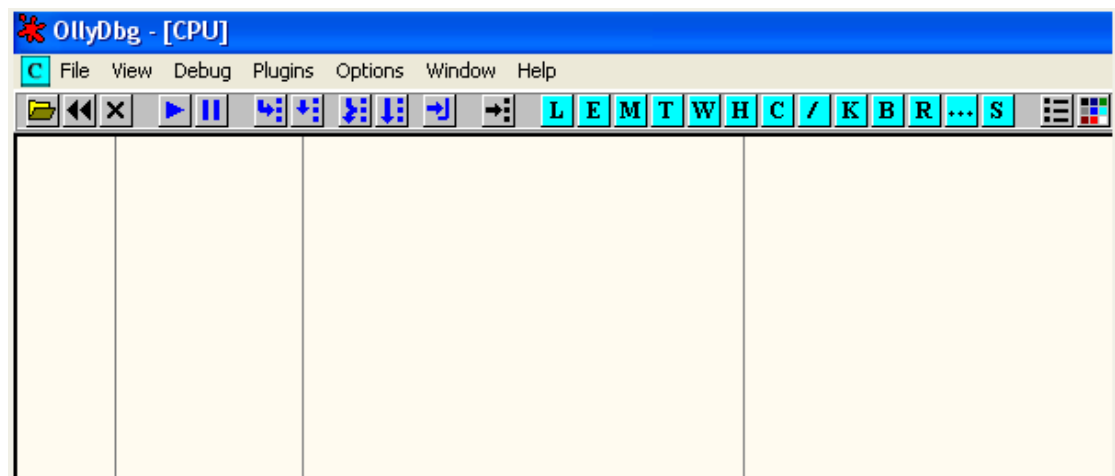 OllyDbg - [CPU]
C File View Debug Plugins Options Window Help
L E M T W H C / K B R ... S